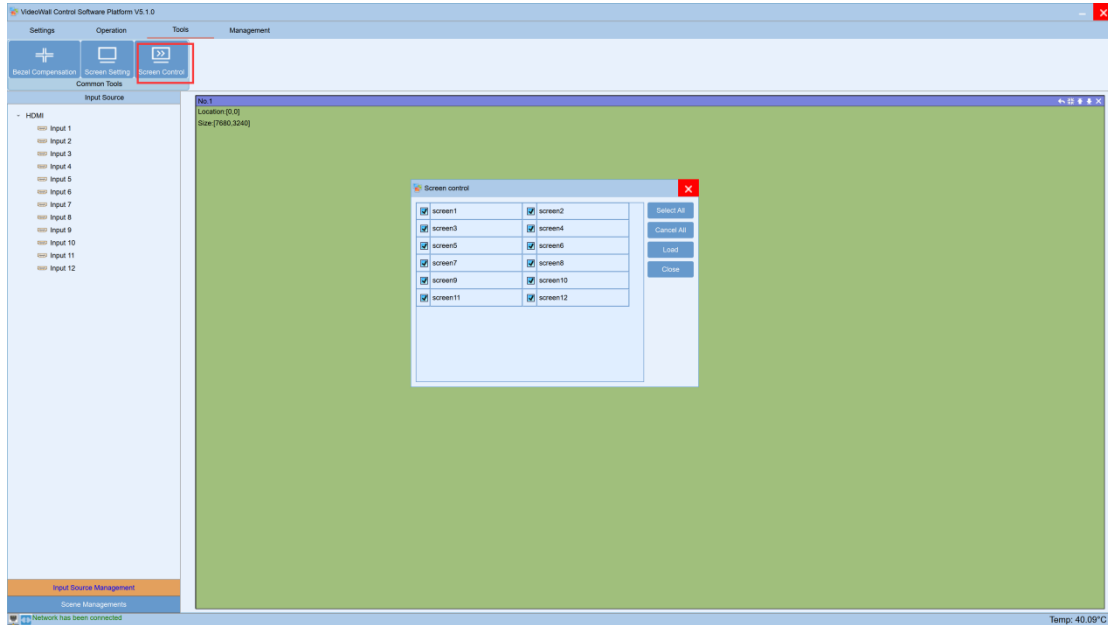 VideoWall Control Software Platform V5.1.0
Settings Operation Tools Management
Bezel Compensation Screen Setting Screen Control
Common Tools
Input Source
HDMI
Input 1
Input 2
Input 3
Input 4
Input 5
Input 6
Input 7
Input 8
Input 9
Input 10
Input 11
Input 12
No.1
Location:[0,0]
Size:[7680,3240]
Screen control
screen1 screen2
screen3 screen4
screen5 screen6
screen7 screen8
screen9 screen10
screen11 screen12
Select All
Cancel All
Load
Close
Input Source Management
Scene Managements
Network has been connected
Temp: 40.09°C